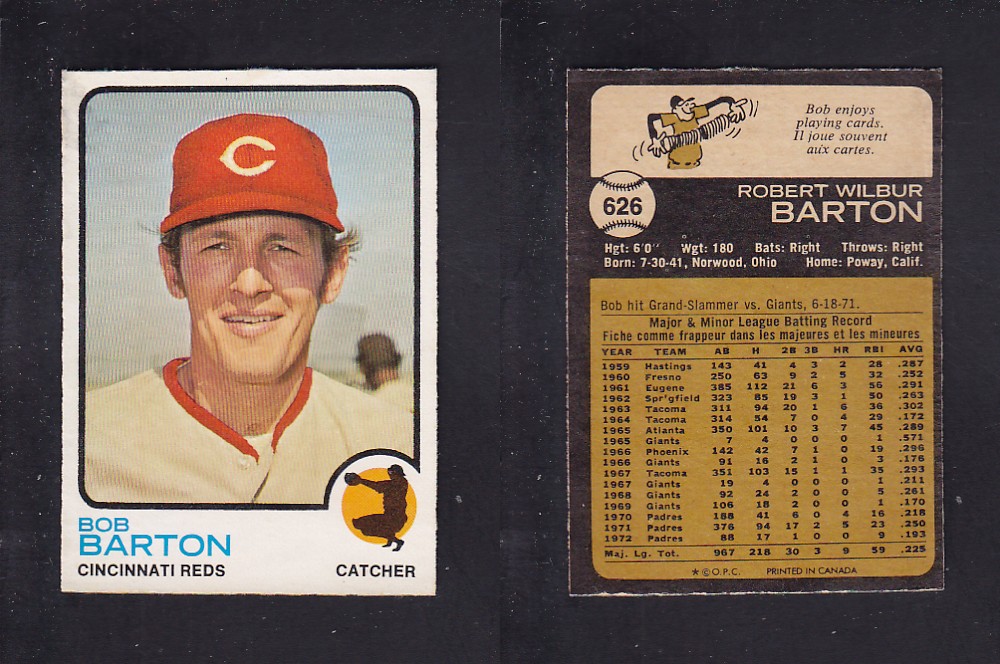 C
BOB
BARTON
CINCINNATI REDS
CATCHER
Bob enjoys
playing cards.
Il joue souvent
aux cartes.
626
ROBERT WILBUR
BARTON
Hgt: 6'0" Wgt: 180 Bats: Right Throws: Right
Born: 7-30-41, Norwood, Ohio Home: Poway, Calif.
Bob hit Grand-Slammer vs. Giants, 6-18-71.
Major & Minor League Batting Record
Fiche comme frappeur dans les majeures et les mineures
YEAR TEAM AB H 2B 3B HR RBI AVG
1959 Hastings 143 41 4 3 2 28 .287
1960 Fresno 250 63 9 2 5 32 .252
1961 Eugene 385 112 21 6 3 56 .291
1962 Spr'gfield 323 85 19 3 1 50 .263
1963 Tacoma 311 94 20 1 6 36 .302
1964 Tacoma 314 54 7 0 4 29 .172
1965 Atlanta 350 101 10 3 7 45 .289
1965 Giants 7 4 0 0 0 1 .571
1966 Phoenix 142 42 7 1 0 19 .296
1966 Giants 91 16 2 1 0 3 .176
1967 Tacoma 351 103 15 1 1 35 .293
1967 Giants 19 4 0 0 0 1 .211
1968 Giants 92 24 2 0 0 5 .261
1969 Giants 106 18 2 0 0 1 .170
1970 Padres 188 41 6 0 4 16 .218
1971 Padres 376 94 17 2 5 23 .250
1972 Padres 88 17 1 0 0 9 .193
Maj. Lg. Tot. 967 218 30 3 9 59 .225
★ © O.P.C. PRINTED IN CANADA